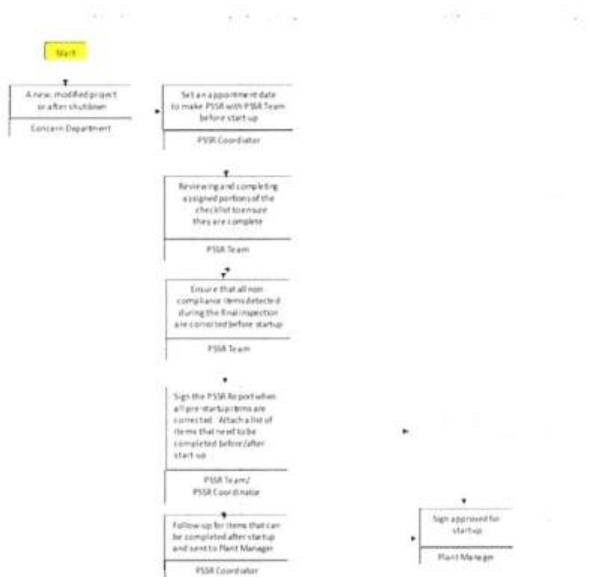 Start
A new, modified project
or after shutdown
Concern Department
Set an appointment date
to make PSSR with PSSR Team
before start up
PSSR Coordiator
Reviewing and completing
assigned portions of the
checklist to ensure
they are complete
PSSR Team
Ensure that all non
compliance items detected
during the final inspection
are corrected before startup
PSSR Team
Sign the PSSR Report when
all pre-startup items are
corrected. Attach a list of
items that need to be
completed before/after
start-up
PSSR Team/
PSSR Coordinator
Follow-up for items that can
be completed after startup
and sent to Plant Manager
PSSR Coordiator
Sign approved for
startup
Plant Manager